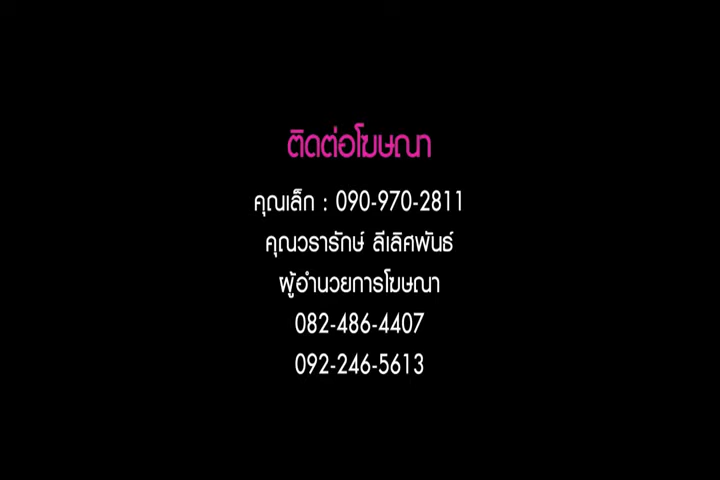 ติดต่อโฆษณา
คุณเล็ก : 090-970-2811
คุณวรารักษ์ ลีเลิศพันธ์
ผู้อำนวยการโฆษณา
082-486-4407
092-246-5613